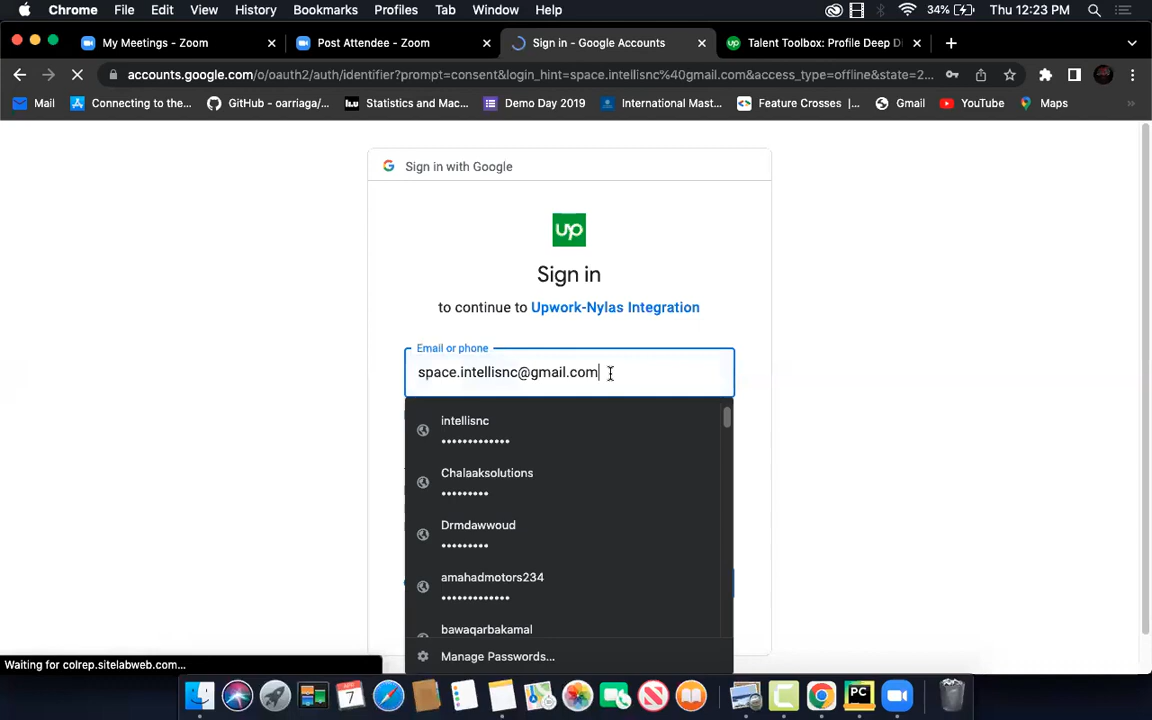 Chrome File Edit View History Bookmarks Profiles Tab Window Help 34% Thu 12:23 PM
My Meetings - Zoom Post Attendee - Zoom Sign in - Google Accounts Talent Toolbox: Profile Deep D
accounts.google.com/o/oauth2/auth/identifier?prompt=consent&login_hint=space.intellisnc%40gmail.com&access_type=offline&state=2...
Mail Connecting to the... GitHub - oarriaga/... Statistics and Mac... Demo Day 2019 International Mast... Feature Crosses |... Gmail YouTube Maps »
Sign in with Google
up
Sign in
to continue to Upwork-Nylas Integration
Email or phone
space.intellisnc@gmail.com
intellisnc
•••••••••••••
Chalaaksolutions
•••••••••
Drmdawwoud
•••••••••
amahadmotors234
•••••••••••••
bawaqarbakamal
Manage Passwords...
Waiting for colrep.sitelabweb.com...
7
PC